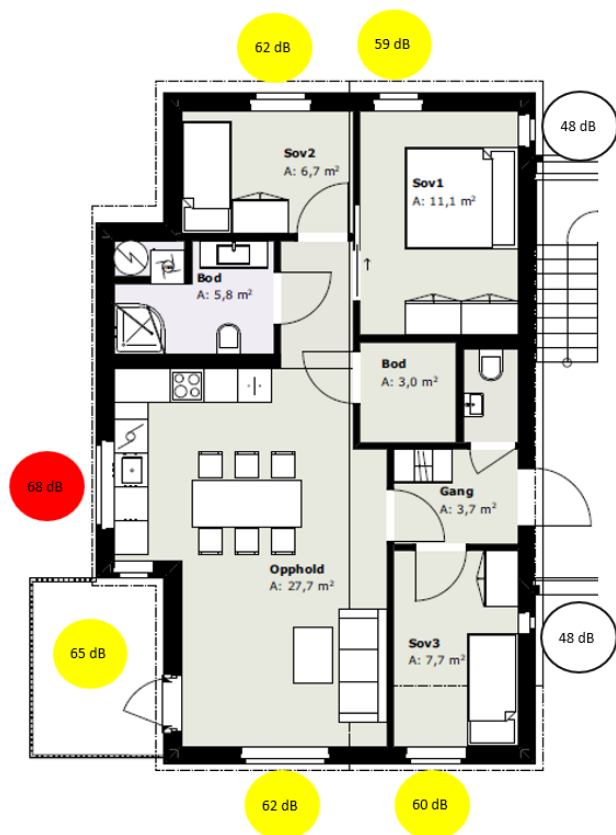 62 dB
59 dB
48 dB
Sov2
A: 6,7 m²
Sov1
A: 11,1 m²
Bod
A: 5,8 m²
Bod
A: 3,0 m²
68 dB
Gang
A: 3,7 m²
Opphold
A: 27,7 m²
65 dB
Sov3
A: 7,7 m²
48 dB
62 dB
60 dB